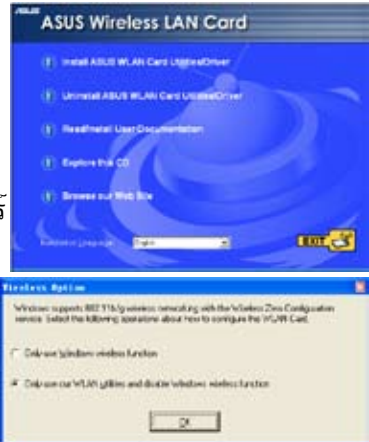 ASUS
ASUS Wireless LAN Card
Install ASUS WLAN Card Utilities/Driver
Uninstall ASUS WLAN Card Utilities/Driver
Read/Install User Documentation
Explore this CD
Browse our Web Site
Installation Language:
English
EXIT
Wireless Option
Windows supports 802.11b/g wireless networking with the Wireless Zero Configuration
service. Select the following operations about how to configure the WLAN Card.
Only use Windows wireless function
Only use our WLAN utilities and disable Windows wireless function
OK